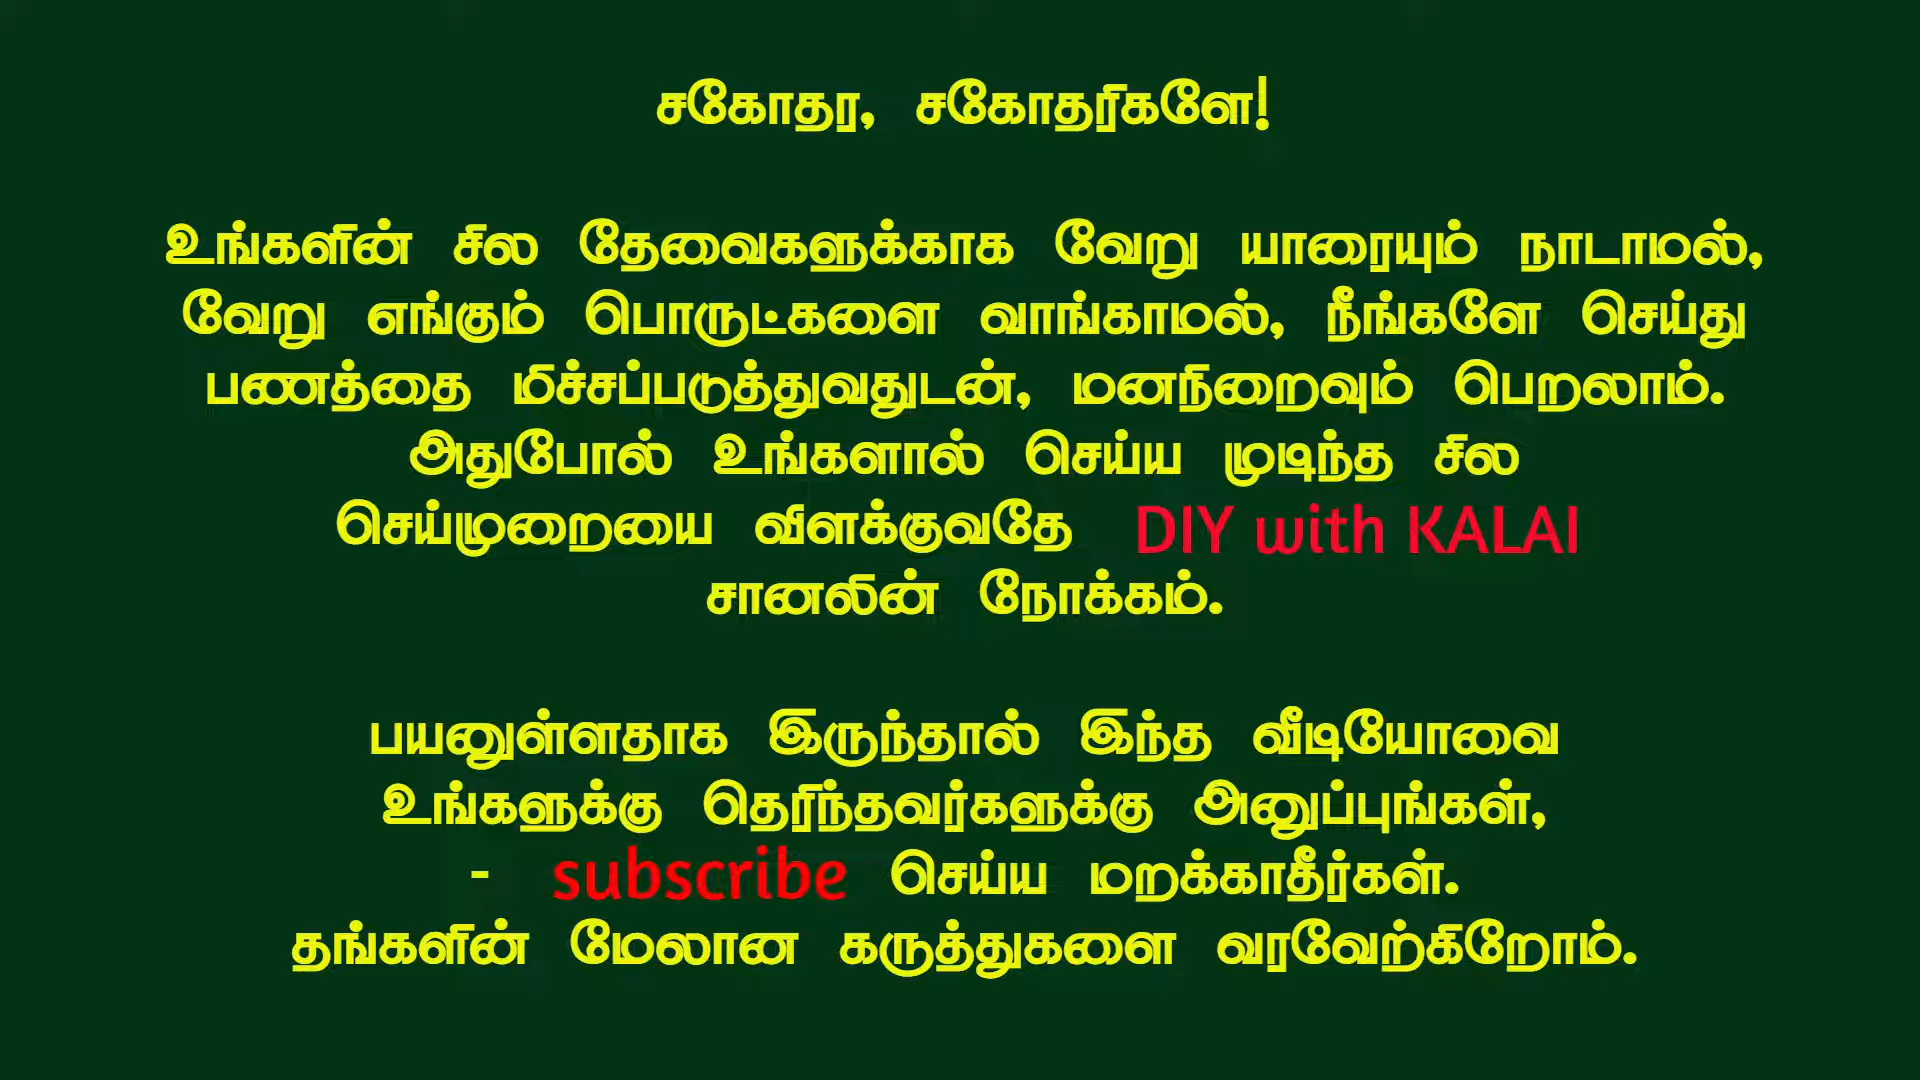 சகோதர, சகோதரிகளே!
உங்களின் சில தேவைகளுக்காக வேறு யாரையும் நாடாமல்,
வேறு எங்கும் பொருட்களை வாங்காமல், நீங்களே செய்து
பணத்தை மிச்சப்படுத்துவதுடன், மனநிறைவும் பெறலாம்.
அதுபோல் உங்களால் செய்ய முடிந்த சில
செய்முறையை விளக்குவதே DIY with KALAI
சானலின் நோக்கம்.
பயனுள்ளதாக இருந்தால் இந்த வீடியோவை
உங்களுக்கு தெரிந்தவர்களுக்கு அனுப்புங்கள்,
- subscribe செய்ய மறக்காதீர்கள்.
தங்களின் மேலான கருத்துகளை வரவேற்கிறோம்.